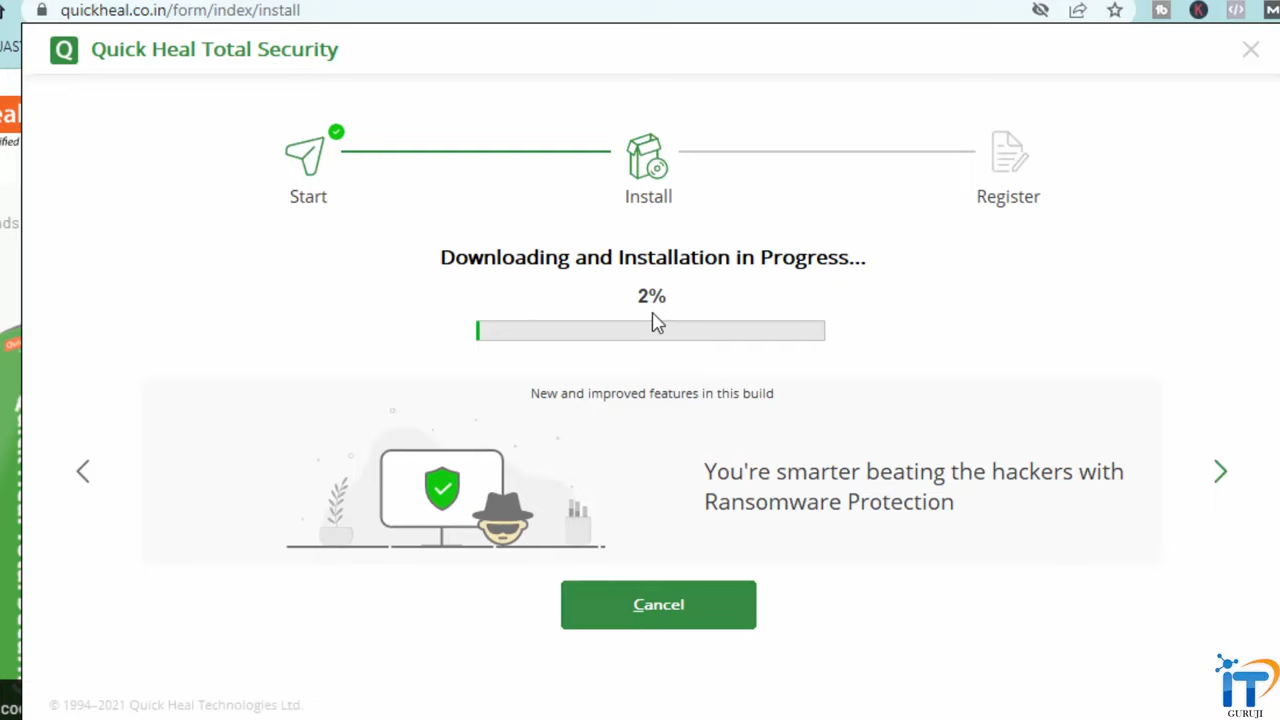 quickheal.co.in/form/index/install
Quick Heal Total Security
Start
Install
Register
Downloading and Installation in Progress...
2%
New and improved features in this build
You're smarter beating the hackers with
Ransomware Protection
Cancel
© 1994–2021 Quick Heal Technologies Ltd.
iT
GURUJI